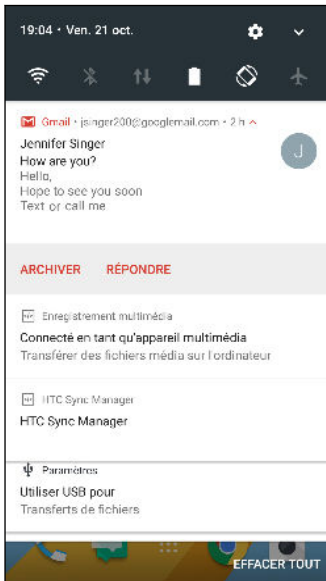 19:04 • Ven. 21 oct.
Gmail • jsinger200@googlemail.com • 2 h
Jennifer Singer
J
How are you?
Hello,
Hope to see you soon
Text or call me
ARCHIVER RÉPONDRE
Enregistrement multimédia
Connecté en tant qu'appareil multimédia
Transférer des fichiers média sur l'ordinateur
HTC Sync Manager
HTC Sync Manager
Paramètres
Utiliser USB pour
Transferts de fichiers
EFFACER TOUT